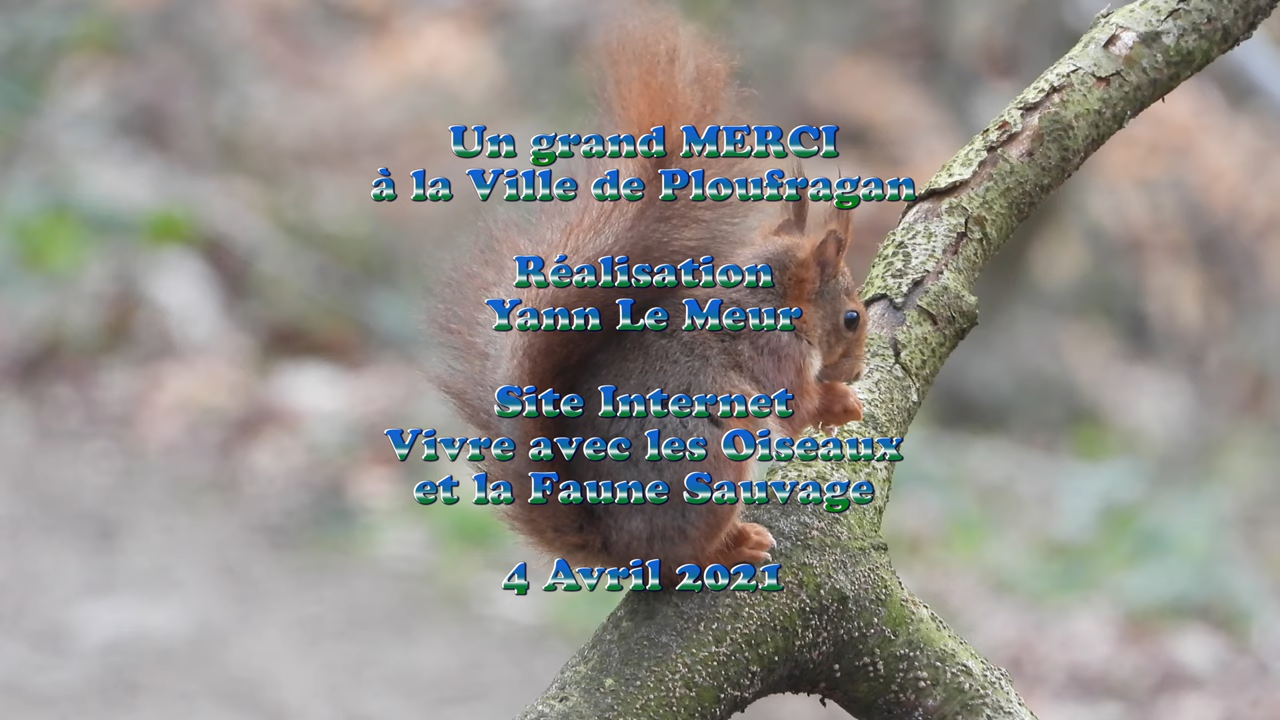 Un grand MERCI
à la Ville de Ploufragan
Réalisation
Yann Le Meur
Site Internet
Vivre avec les Oiseaux
et la Faune Sauvage
4 Avril 2021